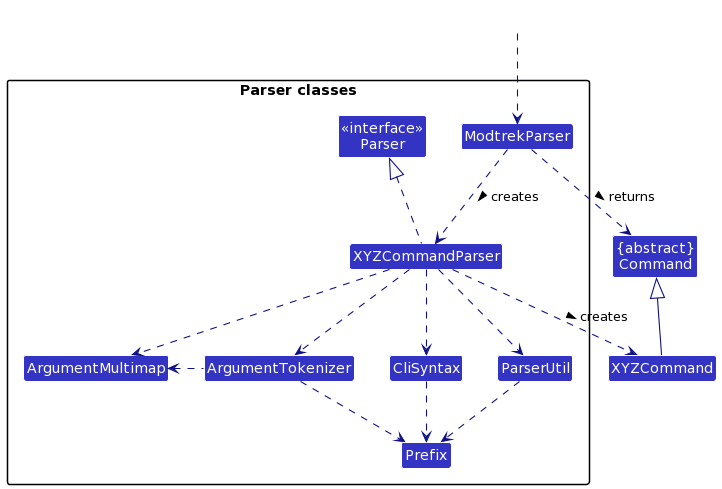 Parser classes
«interface»
Parser
ModtrekParser
creates
returns
{abstract}
Command
XYZCommandParser
creates
ArgumentMultimap
ArgumentTokenizer
CliSyntax
ParserUtil
XYZCommand
Prefix